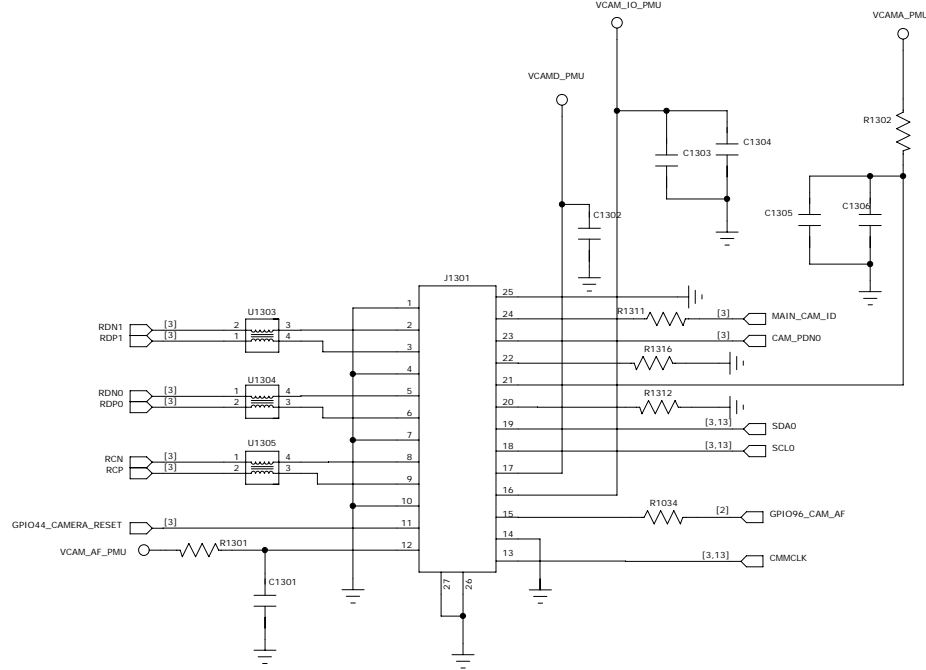 VCAM_IO_PMU
VCAMA_PMU
VCAMD_PMU
R1302
C1303
C1304
C1305
C1306
C1302
J1301
1
2
3
4
5
6
7
8
9
10
11
12
25
24
23
22
21
20
19
18
17
16
15
14
13
27
26
U1303
RDN1 [3] 2 3
RDP1 [3] 1 4
U1304
RDN0 [3] 1 4
RDP0 [3] 2 3
U1305
RCN [3] 1 4
RCP [3] 2 3
GPIO44_CAMERA_RESET [3]
VCAM_AF_PMU
R1301
C1301
R1311 [3] MAIN_CAM_ID
[3] CAM_PDN0
R1316
R1312
[3,13] SDA0
[3,13] SCL0
R1034 [2] GPIO96_CAM_AF
[3,13] CMMCLK